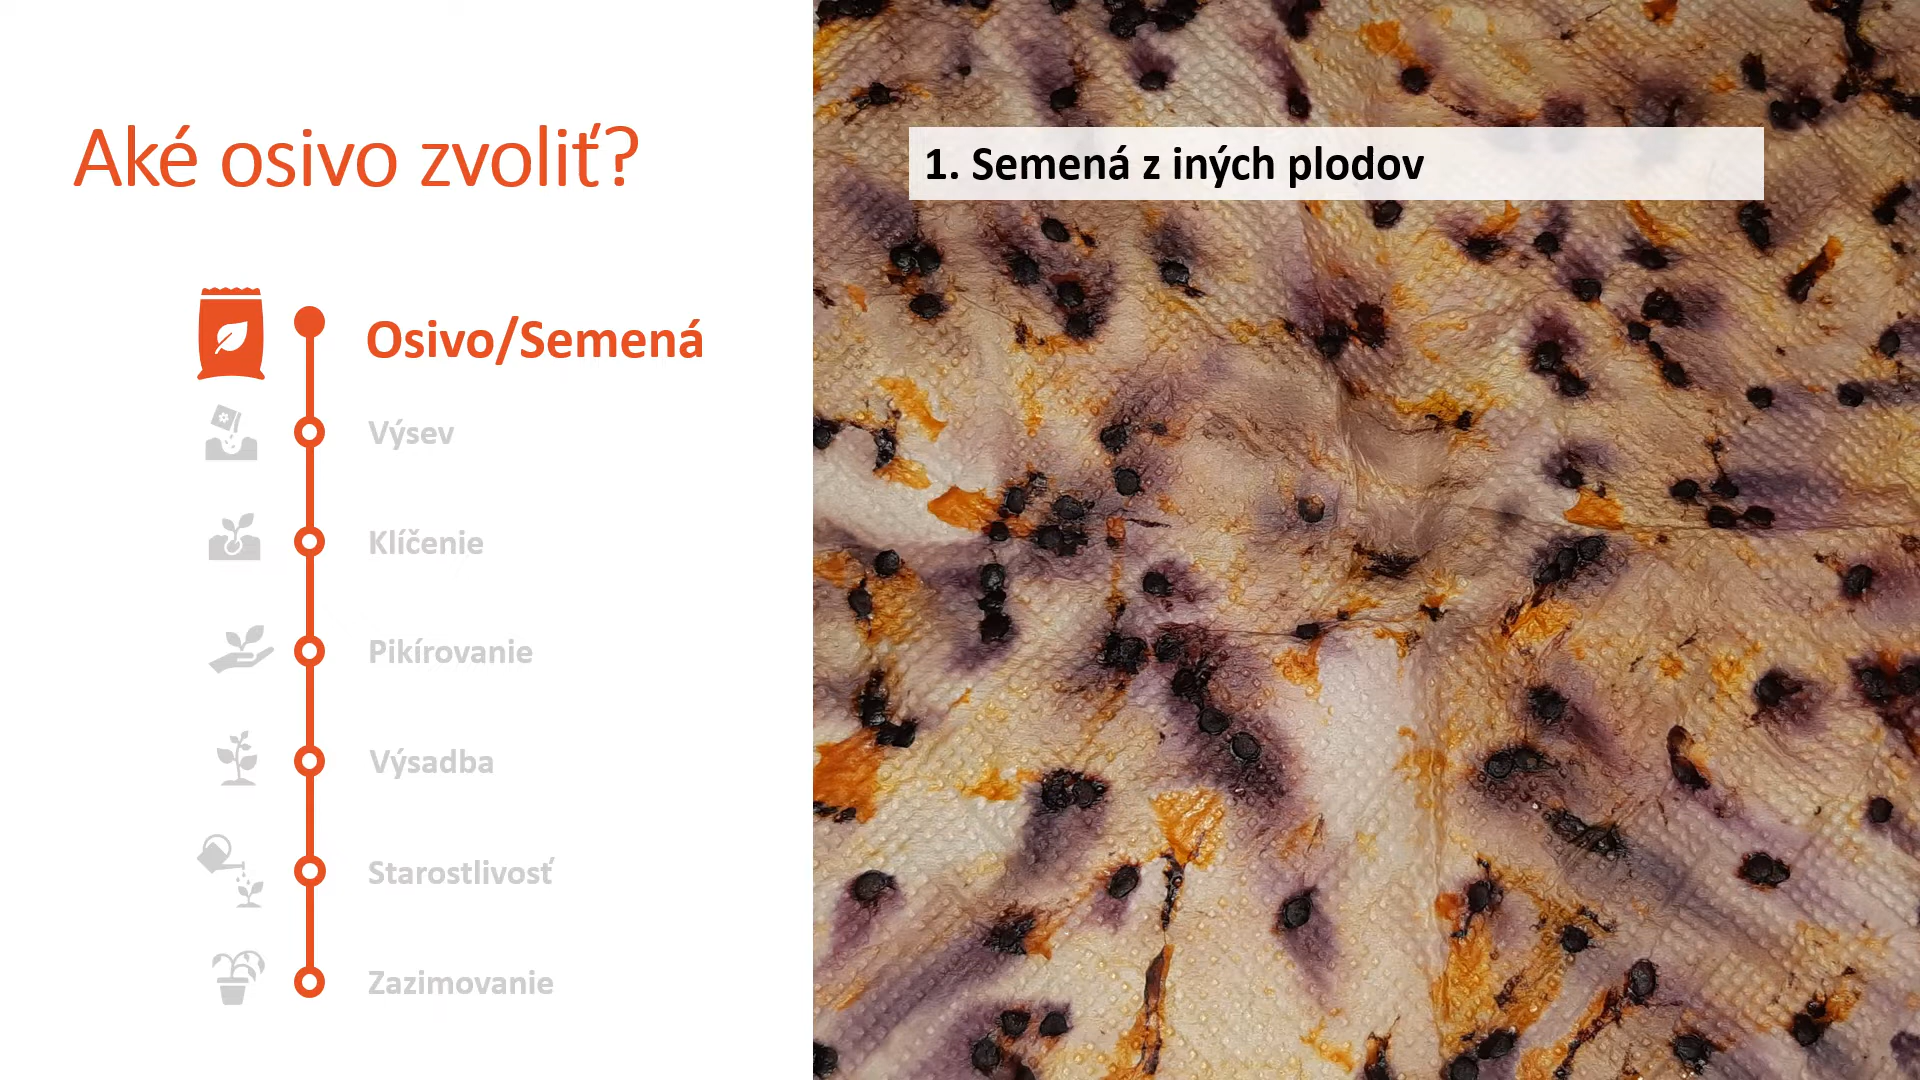 Aké osivo zvoliť?
Osivo/Semená
Výsev
Klíčenie
Pikírovanie
Výsadba
Starostlivosť
Zazimovanie
1. Semená z iných plodov